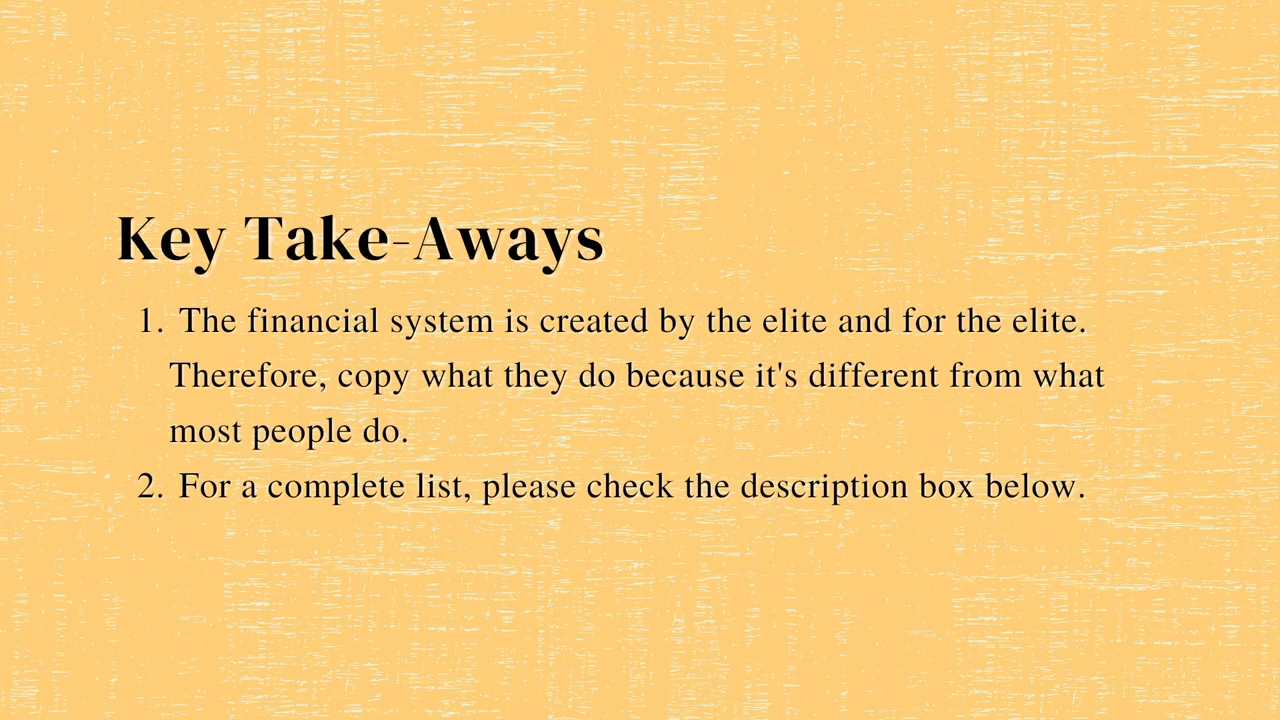 Key Take-Aways
1. The financial system is created by the elite and for the elite.
Therefore, copy what they do because it's different from what
most people do.
2. For a complete list, please check the description box below.